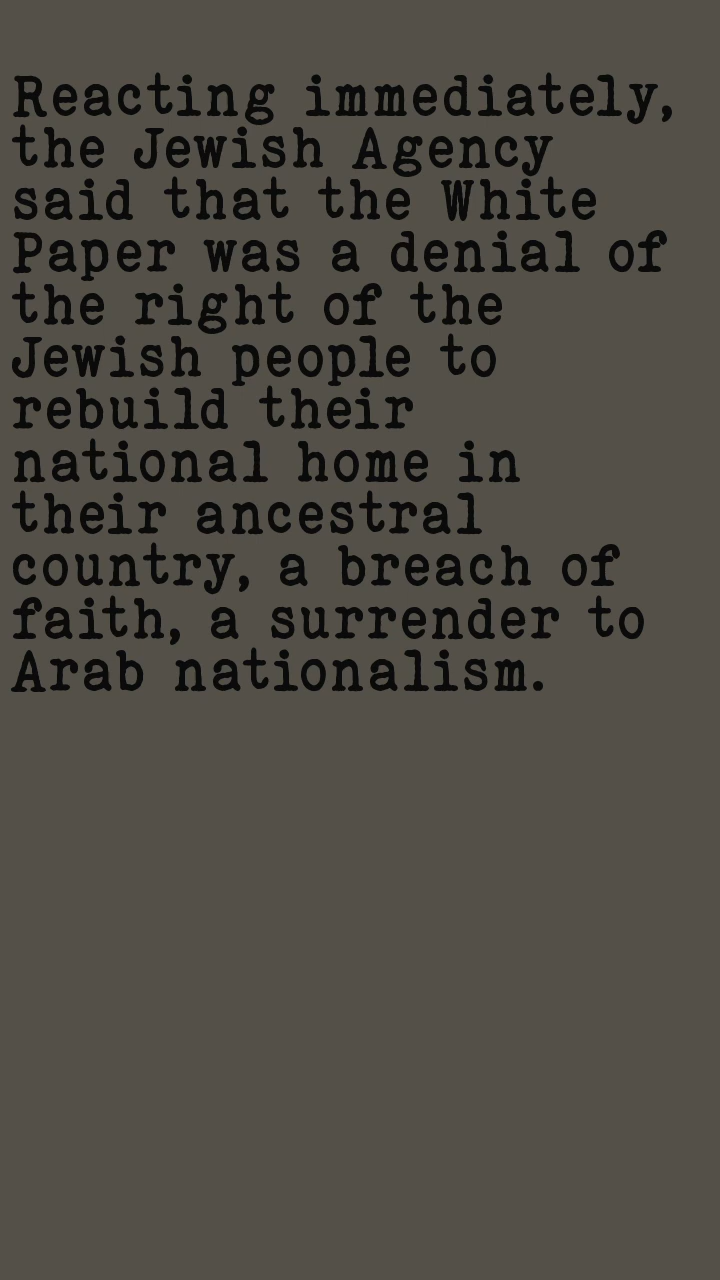 Reacting immediately,
the Jewish Agency
said that the White
Paper was a denial of
the right of the
Jewish people to
rebuild their
national home in
their ancestral
country, a breach of
faith, a surrender to
Arab nationalism.